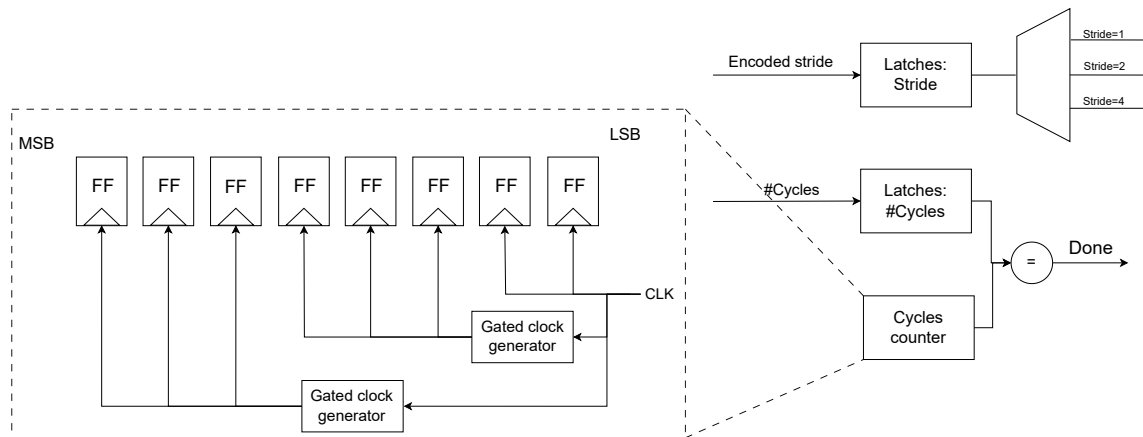 Encoded stride
Latches:
Stride
Stride=1
Stride=2
Stride=4
MSB
LSB
FF
FF
FF
FF
FF
FF
FF
FF
CLK
Gated clock
generator
Gated clock
generator
#Cycles
Latches:
#Cycles
=
Done
Cycles
counter